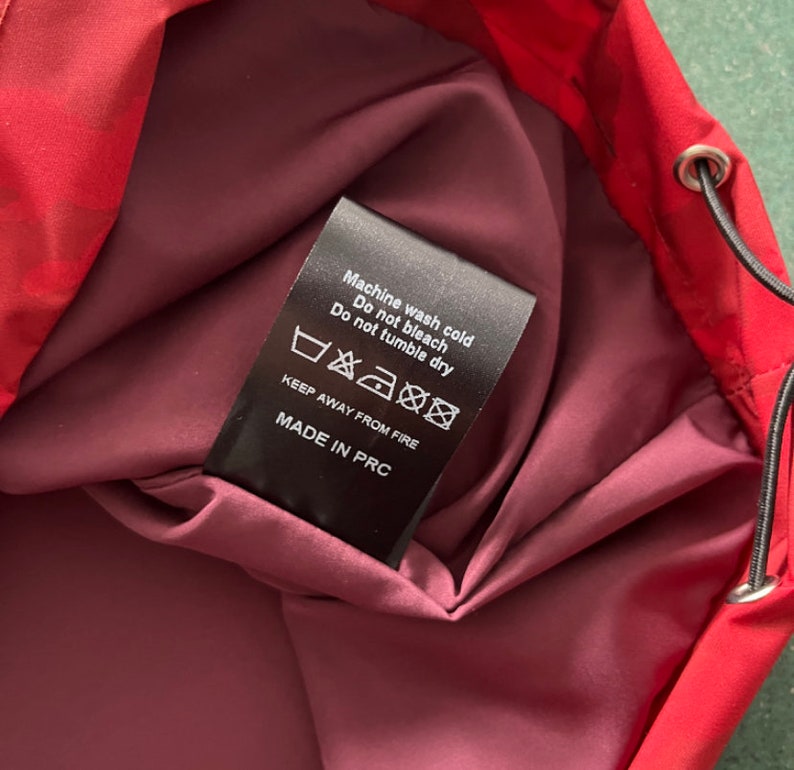 Machine wash cold
Do not bleach
Do not tumble dry
KEEP AWAY FROM FIRE
MADE IN PRC